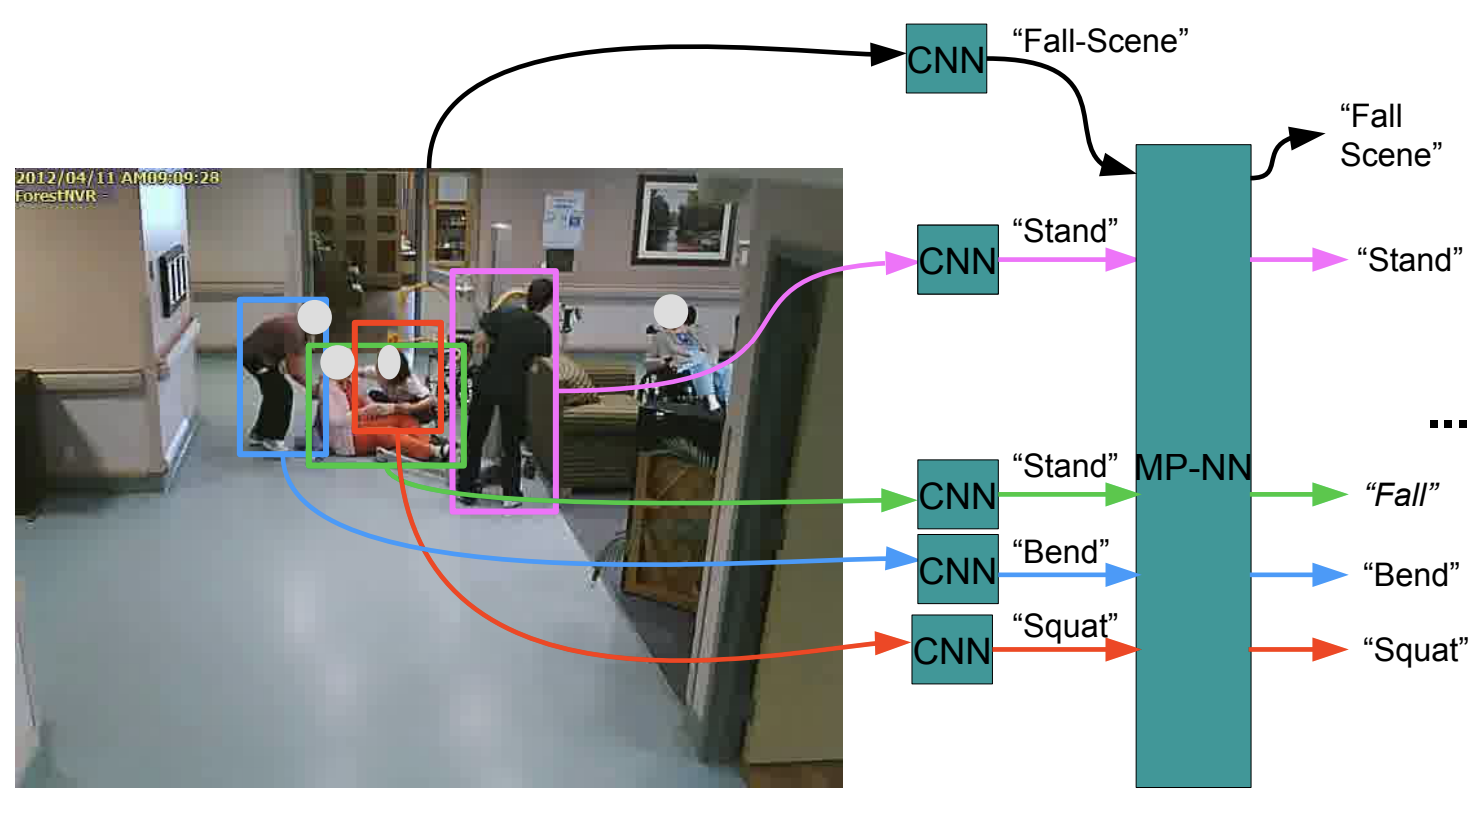 CNN
“Fall-Scene”
“Fall
Scene”
2012/04/11 AM09:09:28
ForestNVR
CNN
“Stand”
“Stand”
...
CNN
“Stand”
MP-NN
“Fall”
CNN
“Bend”
“Bend”
CNN
“Squat”
“Squat”